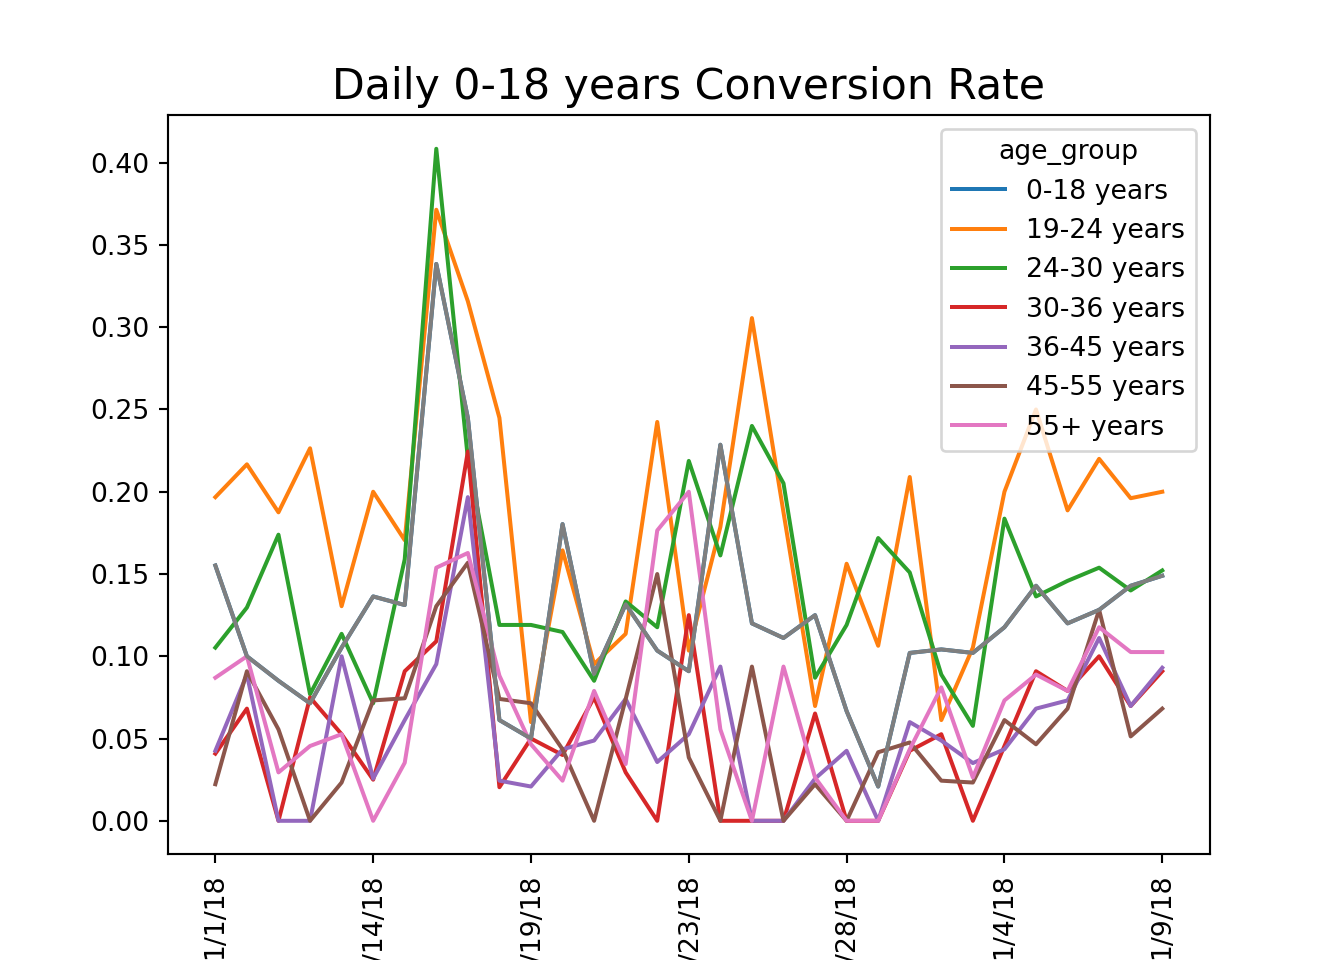 Daily 0-18 years Conversion Rate
age_group
0-18 years
19-24 years
24-30 years
30-36 years
36-45 years
45-55 years
55+ years
0.40
0.35
0.30
0.25
0.20
0.15
0.10
0.05
0.00
1/1/18
/14/18
/19/18
/23/18
/28/18
1/4/18
1/9/18